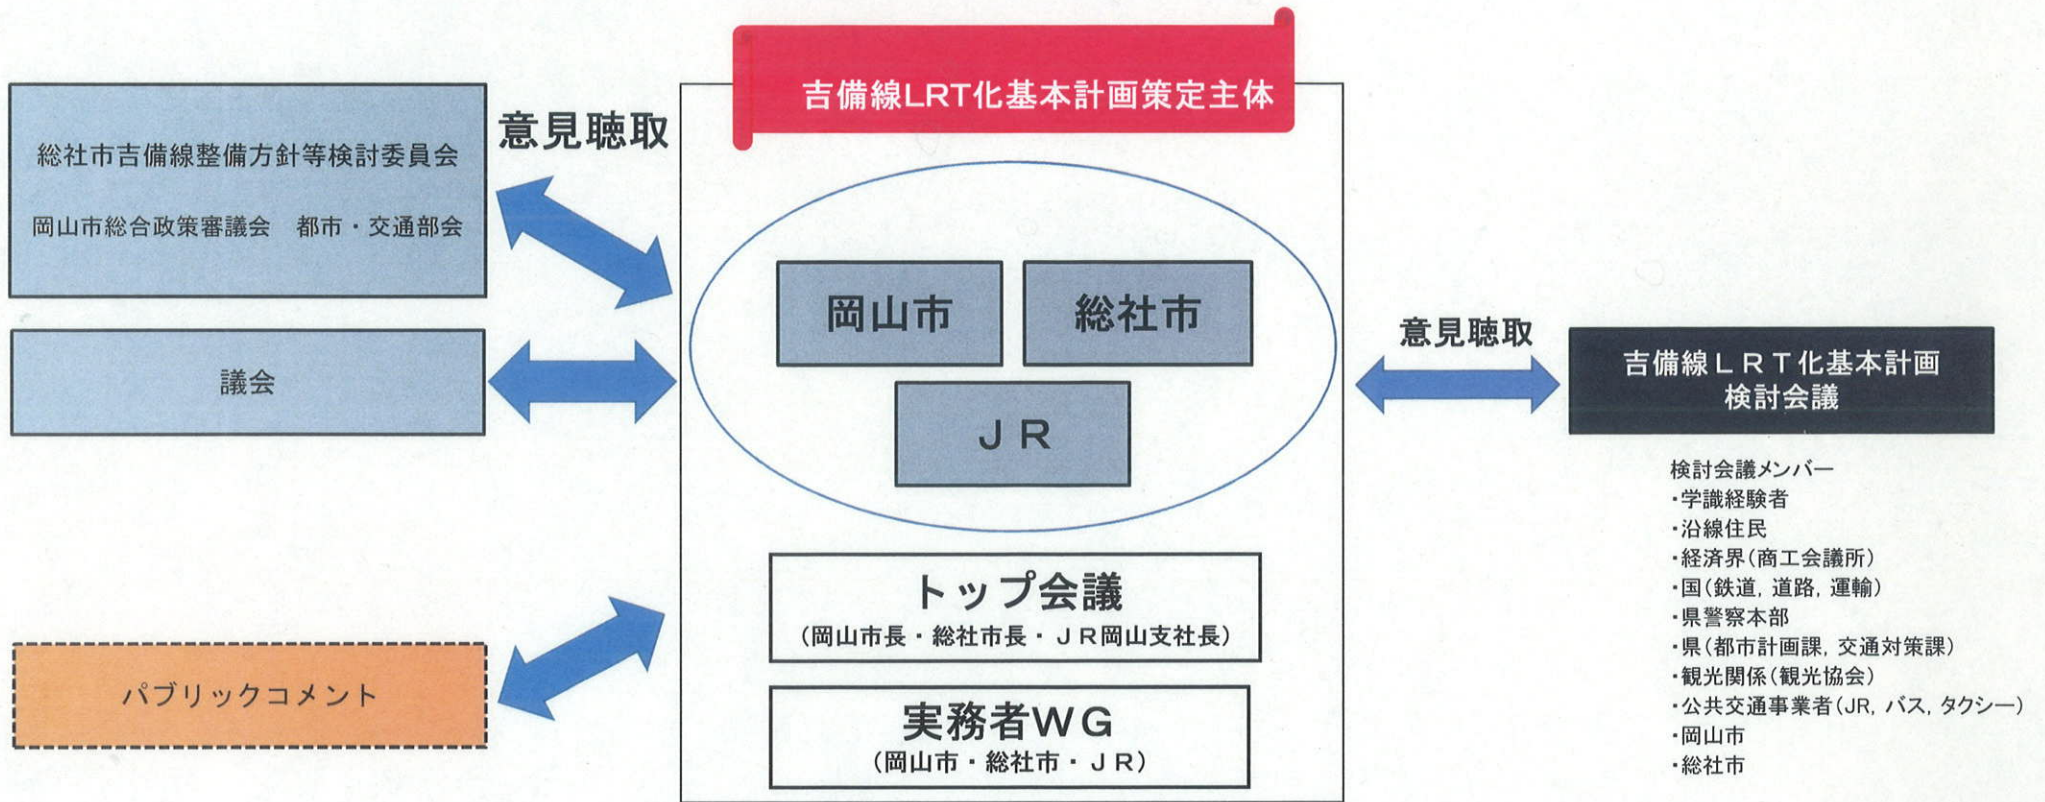 吉備線LRT化基本計画策定主体
総社市吉備線整備方針等検討委員会
岡山市総合政策審議会　都市・交通部会
意見聴取
議会
パブリックコメント
岡山市
総社市
ＪＲ
トップ会議
（岡山市長・総社市長・ＪＲ岡山支社長）
実務者ＷＧ
（岡山市・総社市・ＪＲ）
意見聴取
吉備線ＬＲＴ化基本計画
検討会議
検討会議メンバー
・学識経験者
・沿線住民
・経済界（商工会議所）
・国（鉄道，道路，運輸）
・県警察本部
・県（都市計画課，交通対策課）
・観光関係（観光協会）
・公共交通事業者（JR，バス，タクシー）
・岡山市
・総社市